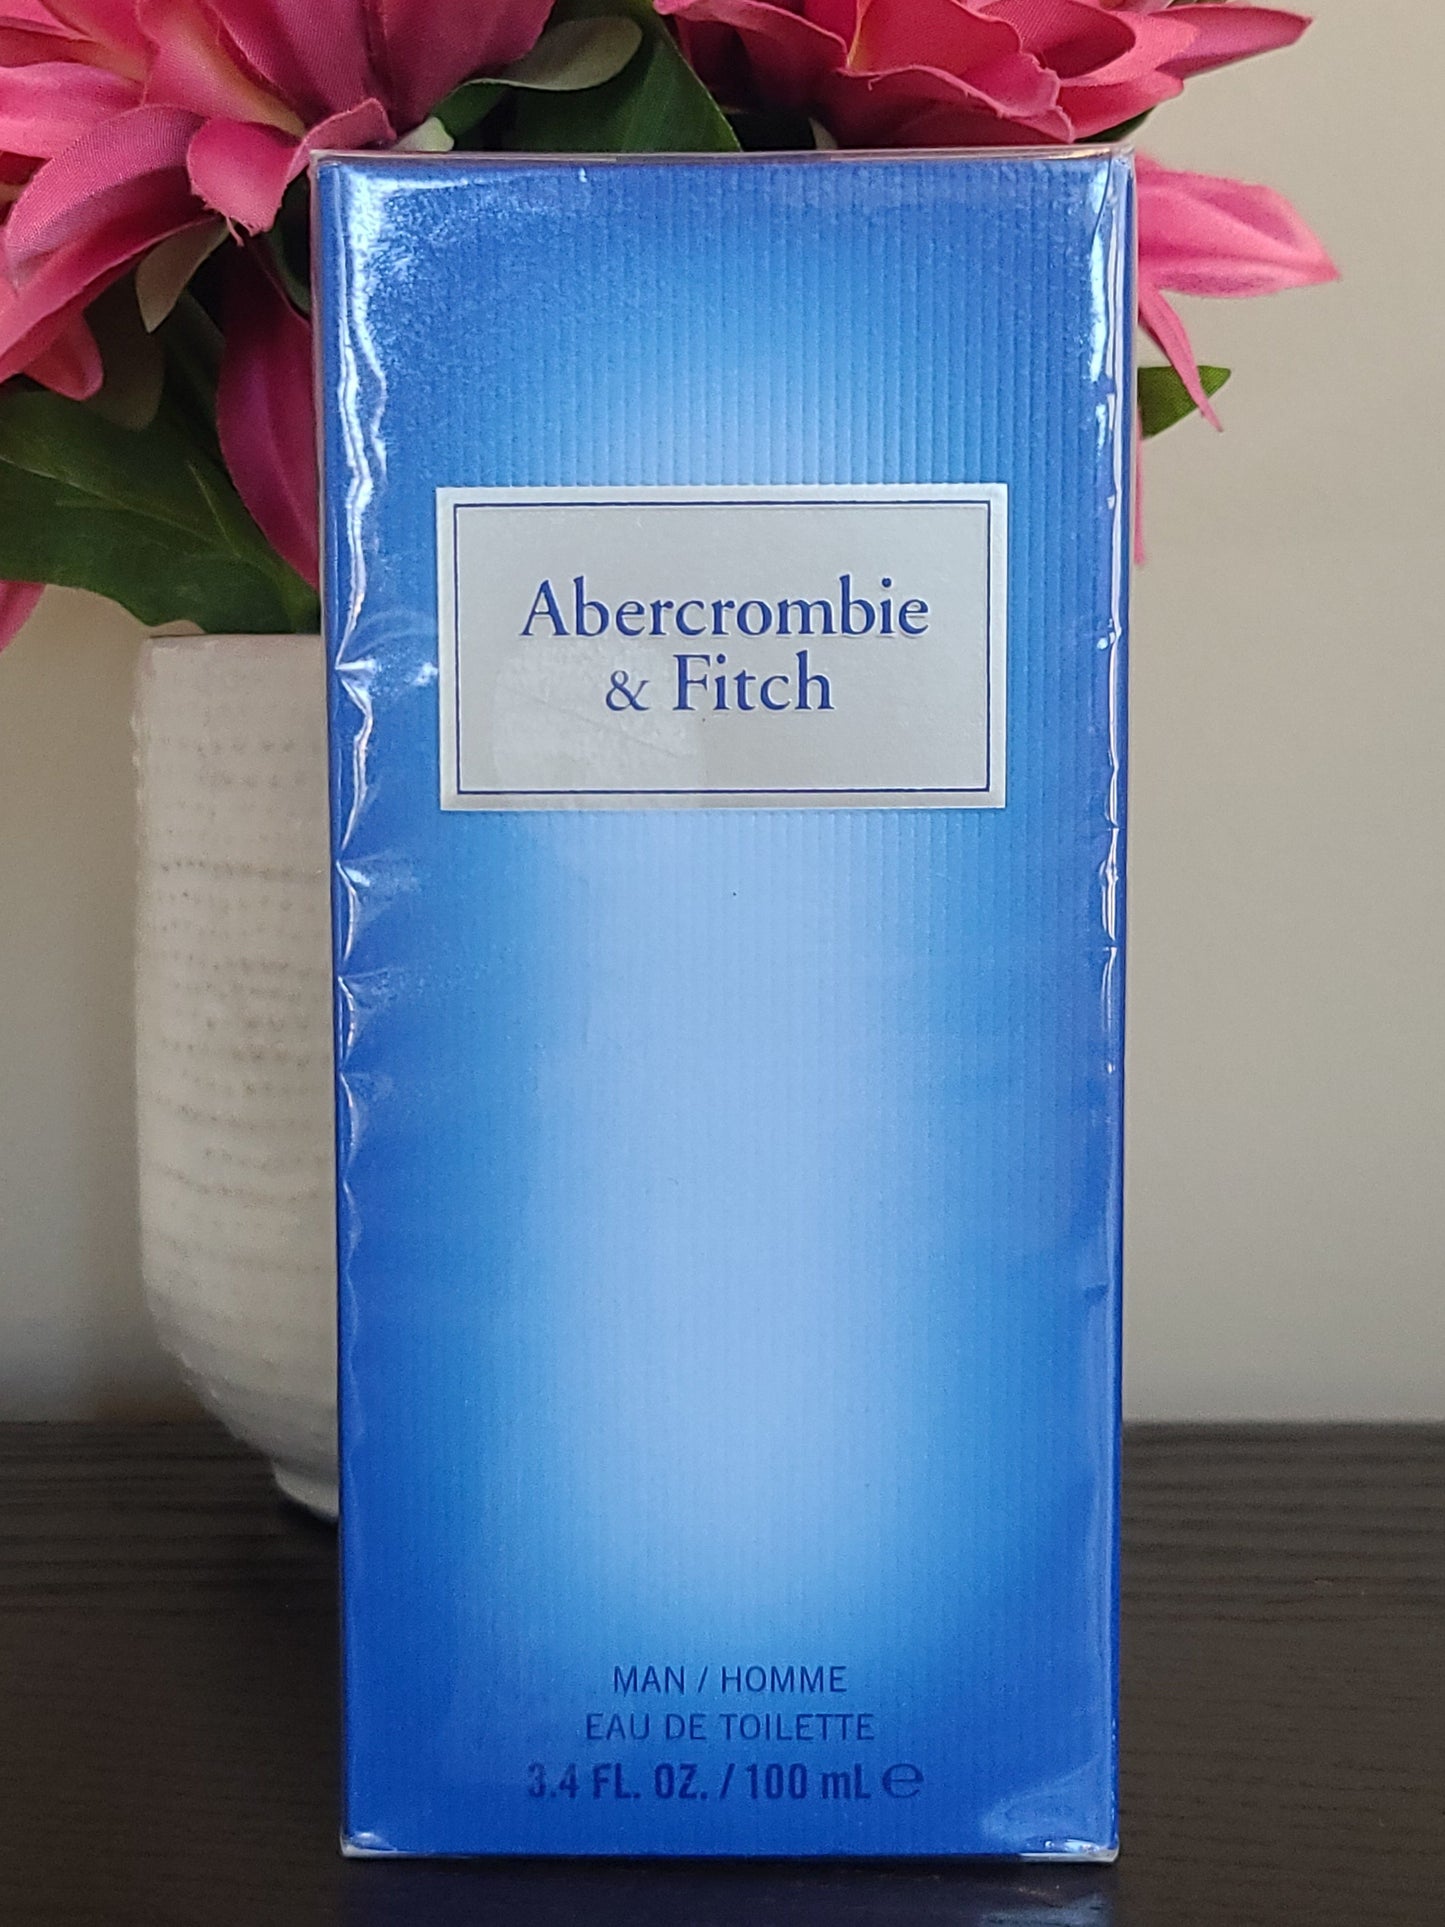 Abercrombie
& Fitch
MAN / HOMME
EAU DE TOILETTE
3.4 FL. OZ. / 100 mL ℮